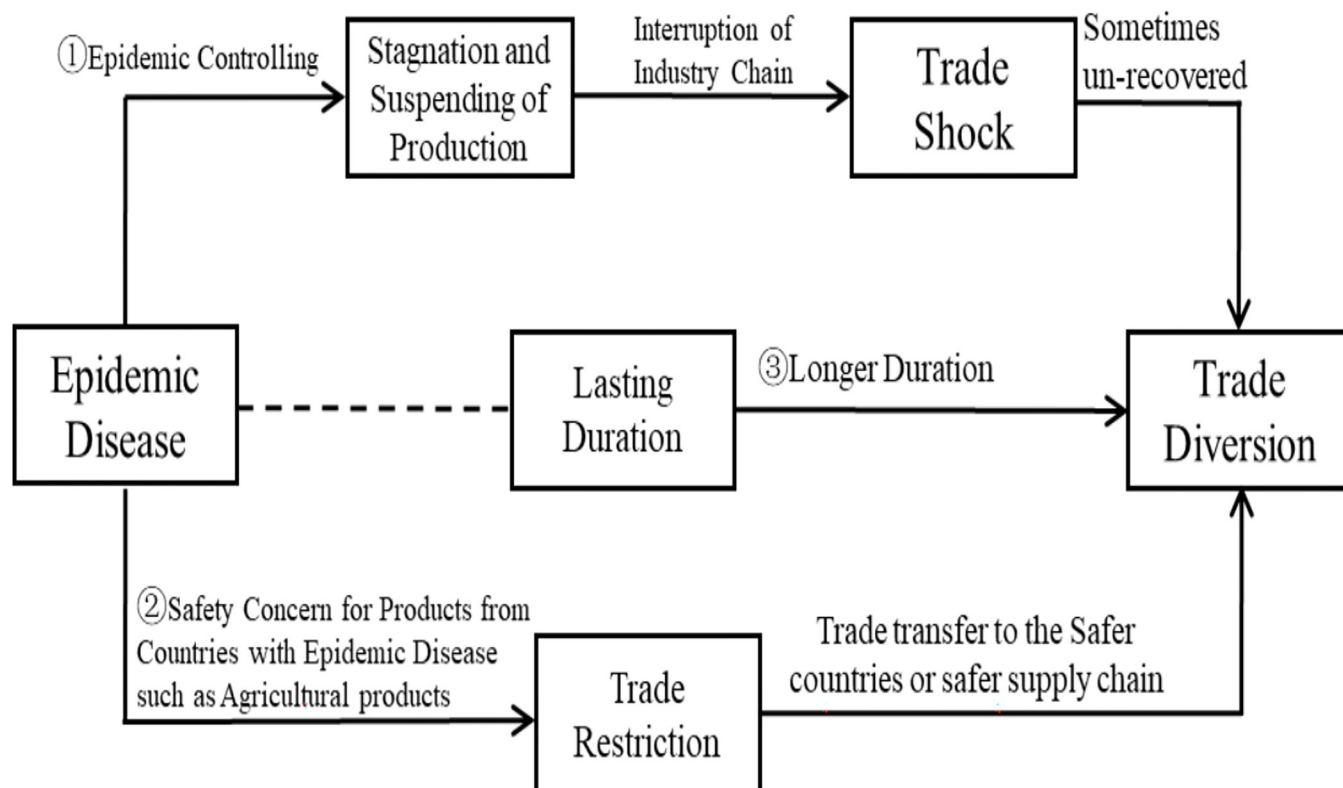 ①Epidemic Controlling
Stagnation and
Suspending of
Production
Interruption of
Industry Chain
Trade
Shock
Sometimes
un-recovered
Epidemic
Disease
Lasting
Duration
③Longer Duration
Trade
Diversion
②Safety Concern for Products from
Countries with Epidemic Disease
such as Agricultural products
Trade
Restriction
Trade transfer to the Safer
countries or safer supply chain